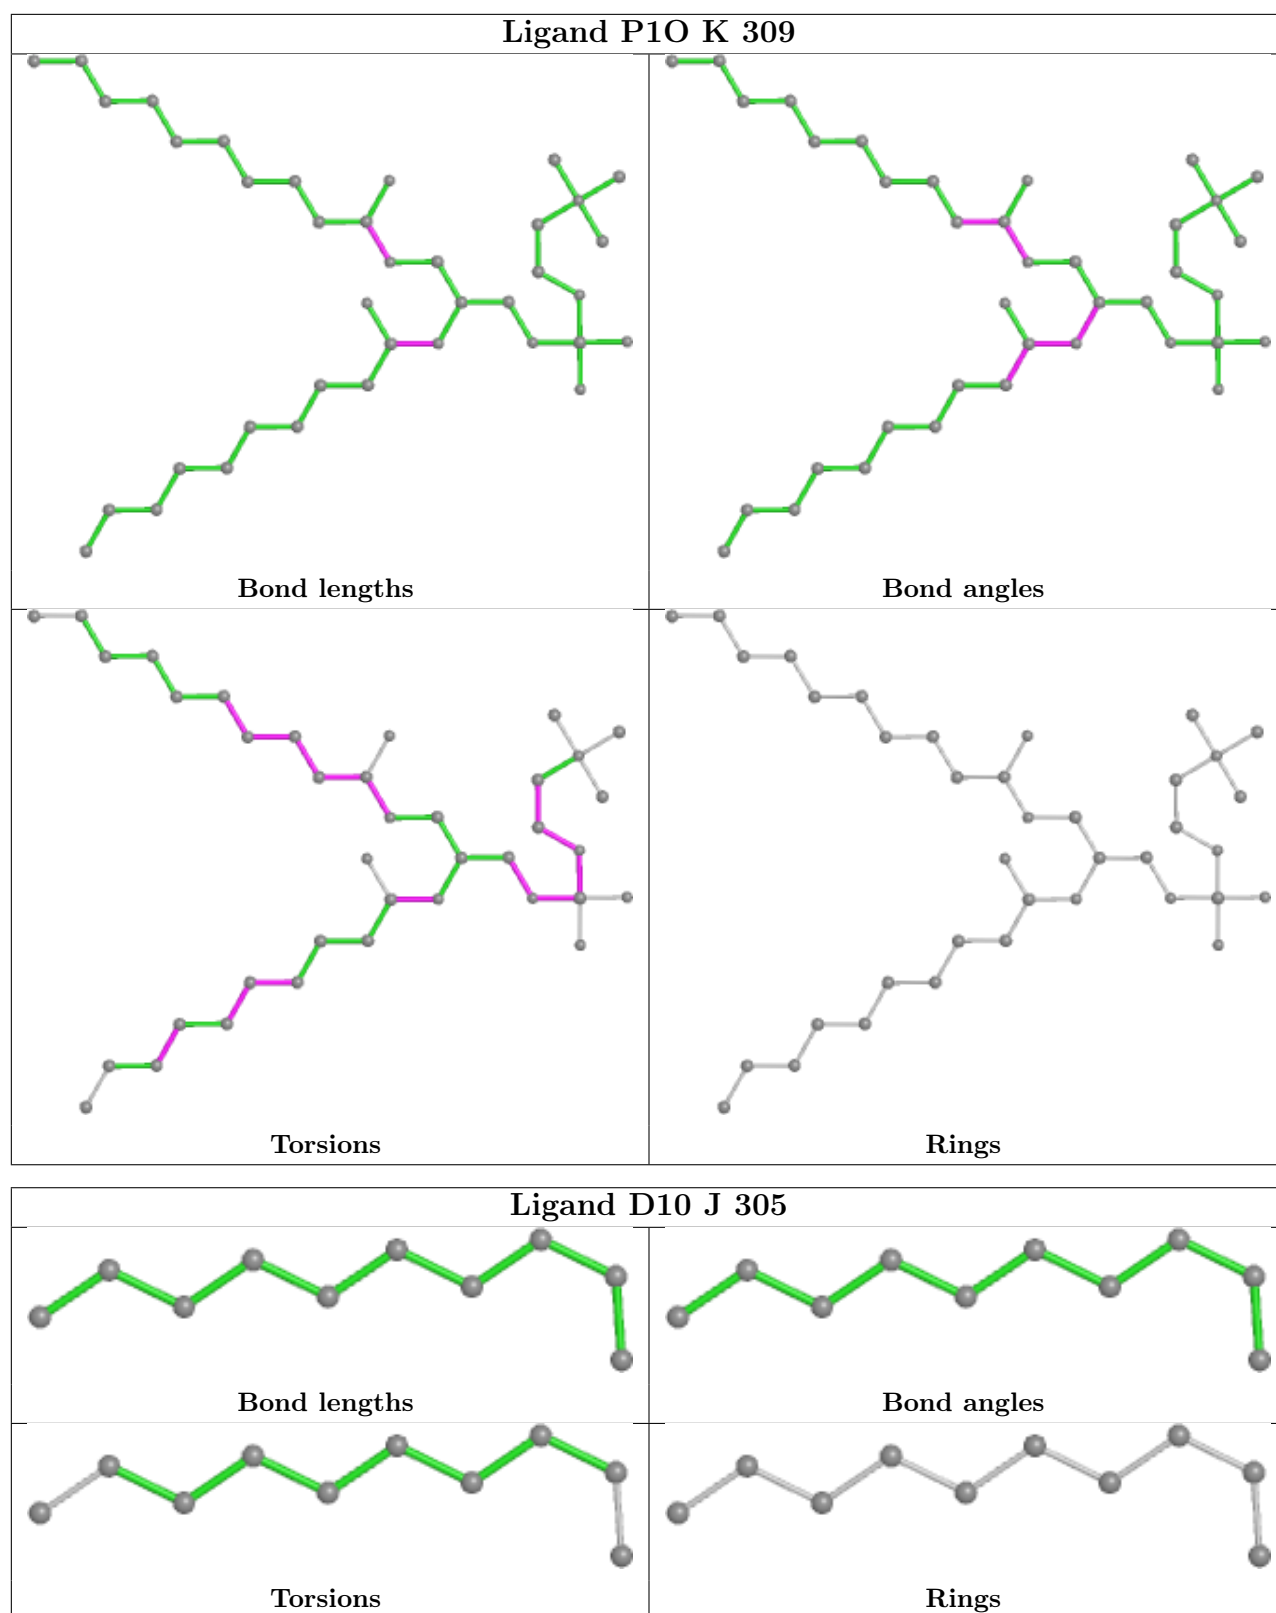 Ligand P1O K 309
Bond lengths
Bond angles
Torsions
Rings
Ligand D10 J 305
Bond lengths
Bond angles
Torsions
Rings